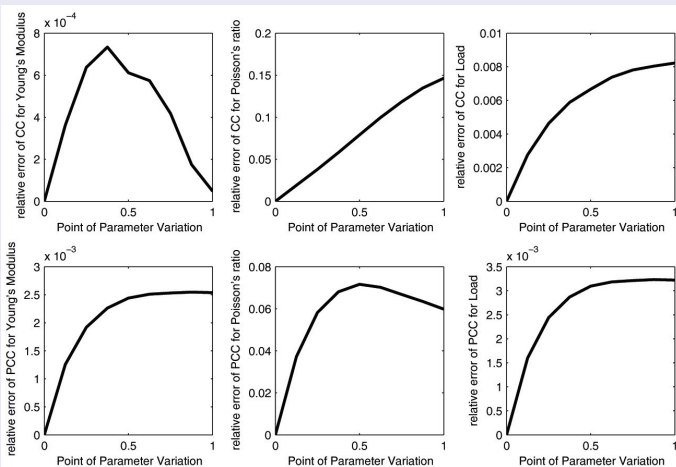 x 10⁻⁴
relative error of CC for Young's Modulus
8
6
4
2
0
0 0.5 1
Point of Parameter Variation
relative error of CC for Poisson's ratio
0.2
0.15
0.1
0.05
0
0 0.5 1
Point of Parameter Variation
relative error of CC for Load
0.01
0.008
0.006
0.004
0.002
0
0 0.5 1
Point of Parameter Variation
x 10⁻³
relative error of PCC for Young's Modulus
3
2.5
2
1.5
1
0.5
0
0 0.5 1
Point of Parameter Variation
relative error of PCC for Poisson's ratio
0.08
0.06
0.04
0.02
0
0 0.5 1
Point of Parameter Variation
x 10⁻³
relative error of PCC for Load
3.5
3
2.5
2
1.5
1
0.5
0
0 0.5 1
Point of Parameter Variation